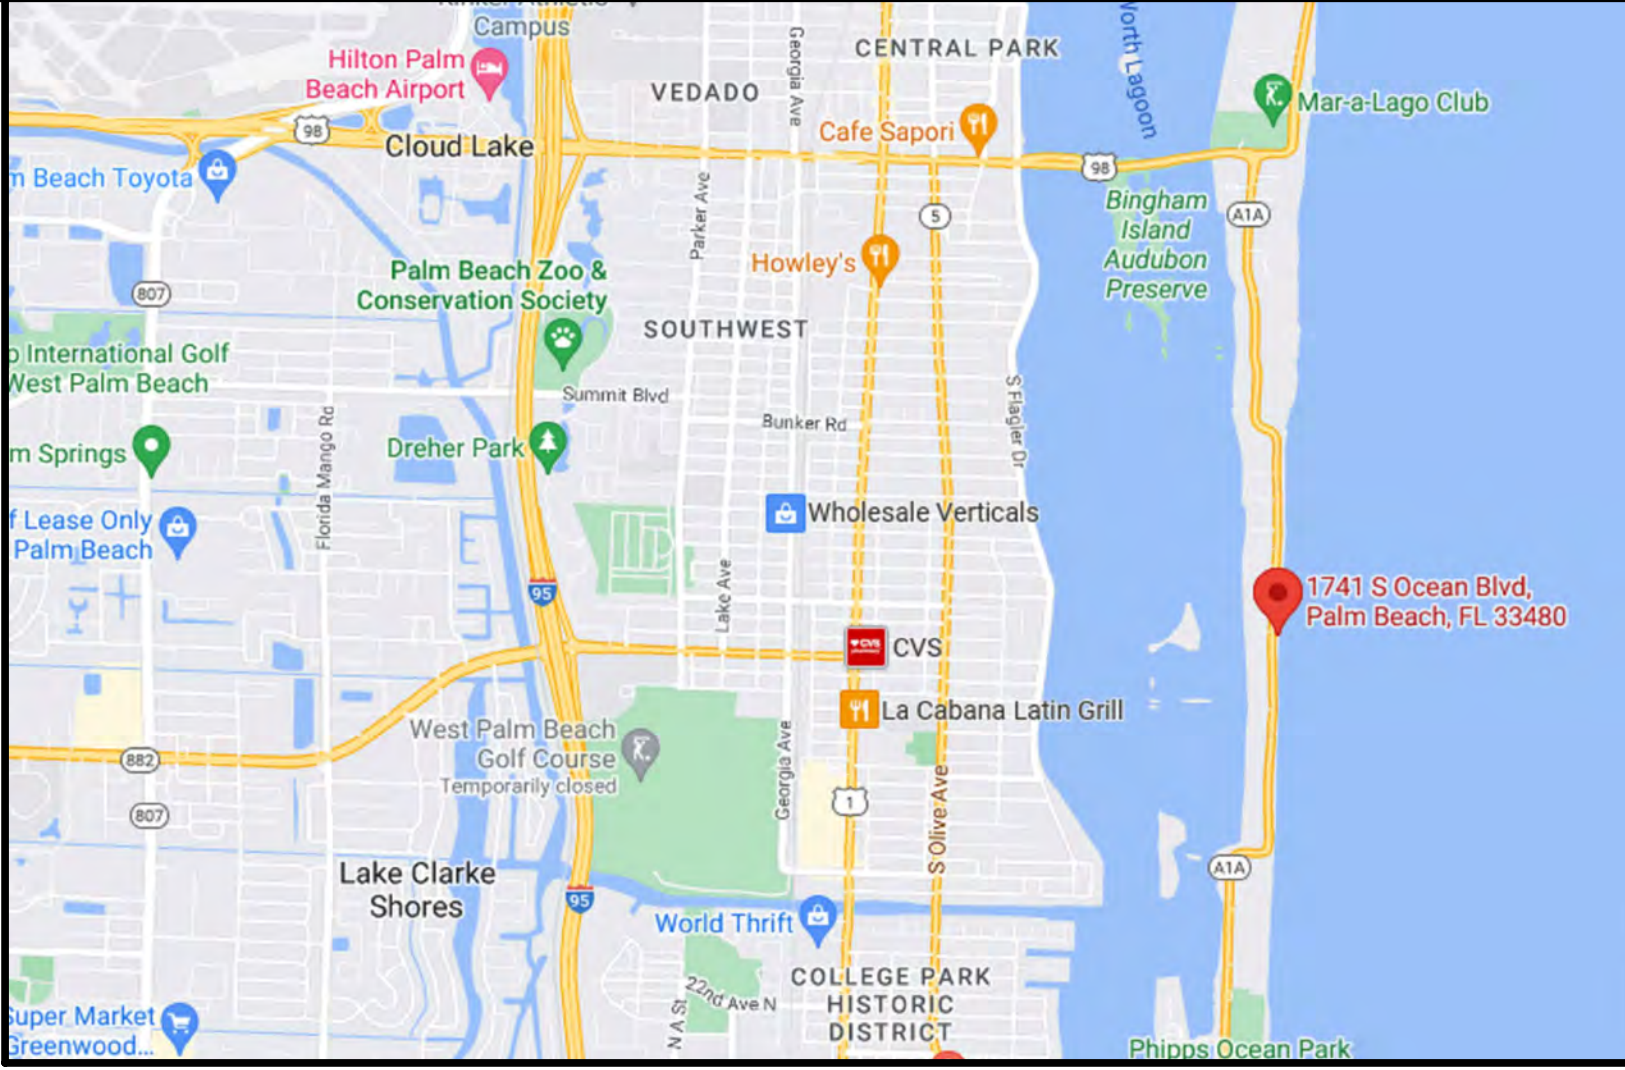 Campus
CENTRAL PARK
Georgia Ave
Worth Lagoon
Hilton Palm
Beach Airport
VEDADO
Mar-a-Lago Club
98
Cafe Sapori
Cloud Lake
98
Beach Toyota
Parker Ave
Bingham
Island
Audubon
Preserve
5
A1A
Howley's
Palm Beach Zoo &
Conservation Society
807
SOUTHWEST
International Golf
West Palm Beach
Summit Blvd
S Flagler Dr
Bunker Rd
Florida Mango Rd
Dreher Park
Springs
Wholesale Verticals
f Lease Only
Palm Beach
Lake Ave
95
1741 S Ocean Blvd,
Palm Beach, FL 33480
CVS
CVS
pharmacy
La Cabana Latin Grill
West Palm Beach
Golf Course
Temporarily closed
Georgia Ave
882
S Olive Ave
1
807
Lake Clarke
Shores
A1A
95
World Thrift
COLLEGE PARK
HISTORIC
DISTRICT
22nd Ave N
N A St
Super Market
Greenwood...
Phipps Ocean Park